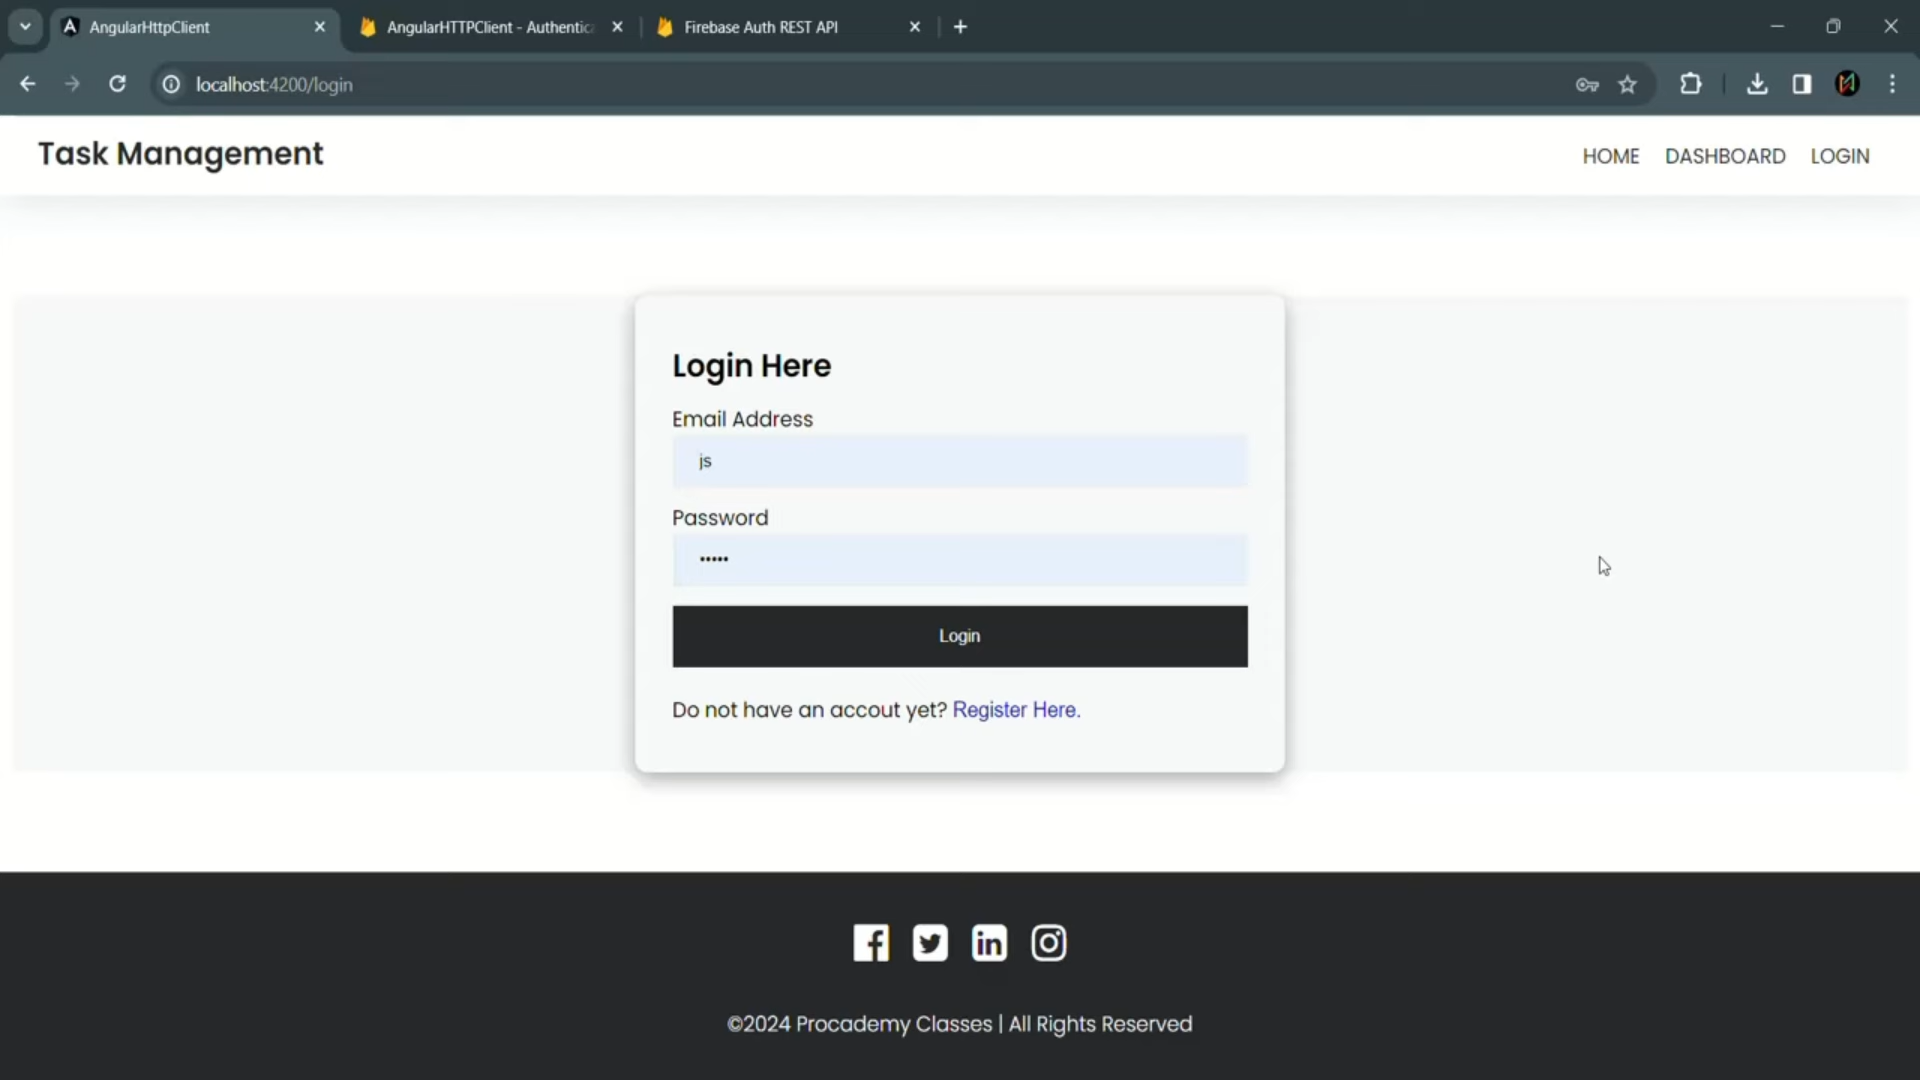 AngularHttpClient
AngularHTTPClient - Authentic
Firebase Auth REST API
localhost:4200/login
Task Management
HOME DASHBOARD LOGIN
Login Here
Email Address
js
Password
•••••
Login
Do not have an accout yet? Register Here.
©2024 Procademy Classes | All Rights Reserved